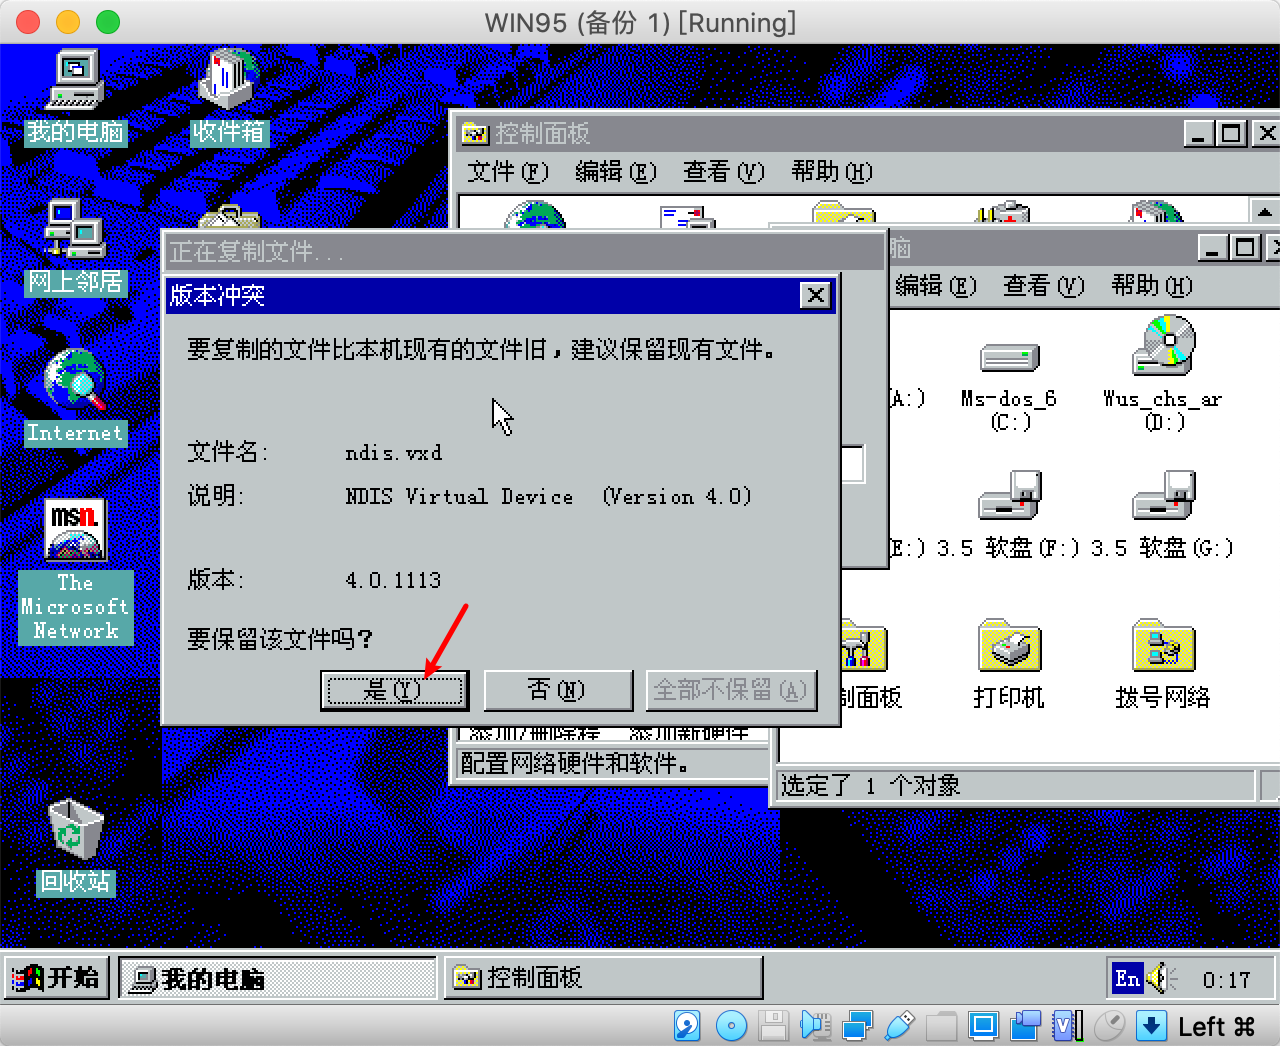 WIN95 (备份 1) [Running]
我的电脑
收件箱
控制面板
文件(F) 编辑(E) 查看(V) 帮助(H)
网上邻居
正在复制文件...
脑
编辑(E) 查看(V) 帮助(H)
版本冲突
要复制的文件比本机现有的文件旧，建议保留现有文件。
文件名: ndis.vxd
说明: NDIS Virtual Device (Version 4.0)
版本: 4.0.1113
要保留该文件吗?
是(Y) 否(N) 全部不保留(A)
A:)
Ms-dos_6
(C:)
Wus_chs_ar
(D:)
E:) 3.5 软盘(F:) 3.5 软盘(G:)
制面板 打印机 拨号网络
Internet
msn.
The
Microsoft
Network
添加/删除程 添加新硬件
配置网络硬件和软件。
选定了 1 个对象
回收站
开始 我的电脑 控制面板 En 0:17
Left ⌘